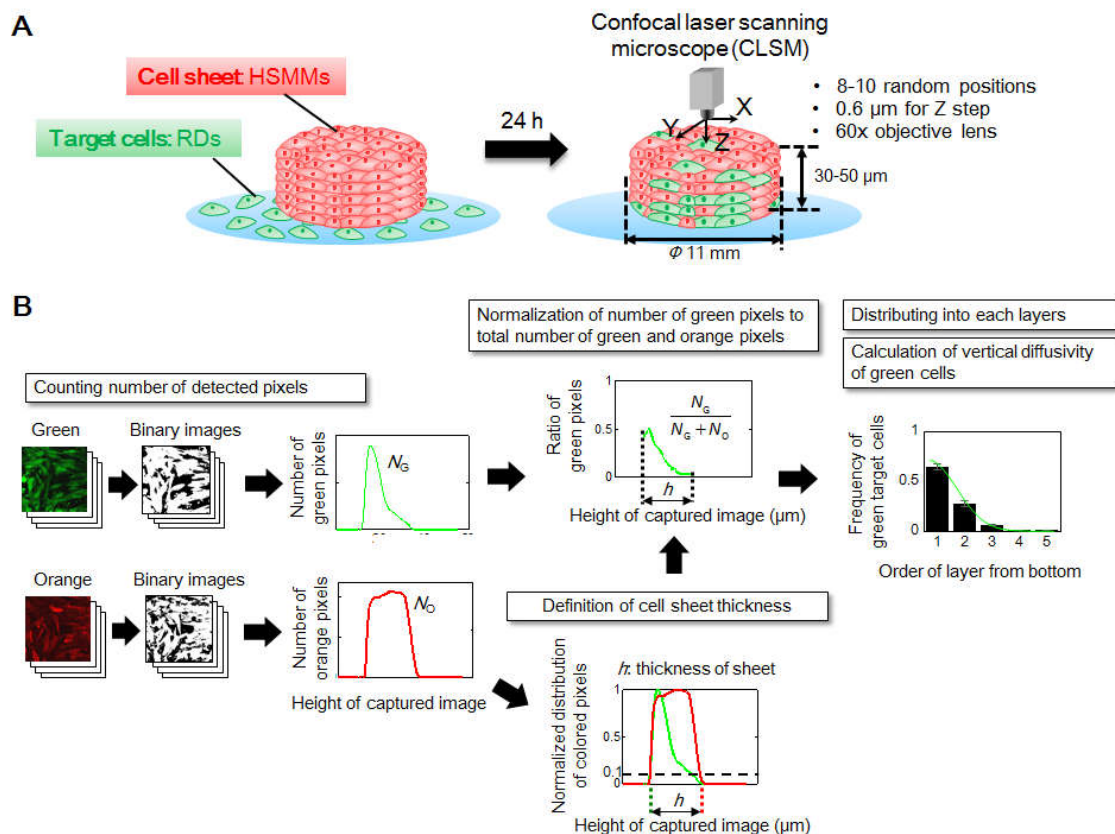 A
Confocal laser scanning
microscope (CLSM)
Cell sheet: HSMMs
Target cells: RDs
24 h
X
Y
Z
• 8-10 random positions
• 0.6 µm for Z step
• 60x objective lens
30-50 µm
Φ 11 mm
B
Normalization of number of green pixels to
total number of green and orange pixels
Distributing into each layers
Calculation of vertical diffusivity
of green cells
Counting number of detected pixels
Green
Binary images
Number of
green pixels
N_G
Ratio of
green pixels
1
0.5
0
N_G
N_G + N_O
h
Height of captured image (µm)
Frequency of
green target cells
1
0.5
0
1 2 3 4 5
Order of layer from bottom
Orange
Binary images
Number of
orange pixels
N_O
Height of captured image
Definition of cell sheet thickness
h: thickness of sheet
Normalized distribution
of colored pixels
1
0.5
0.1
0
h
Height of captured image (µm)